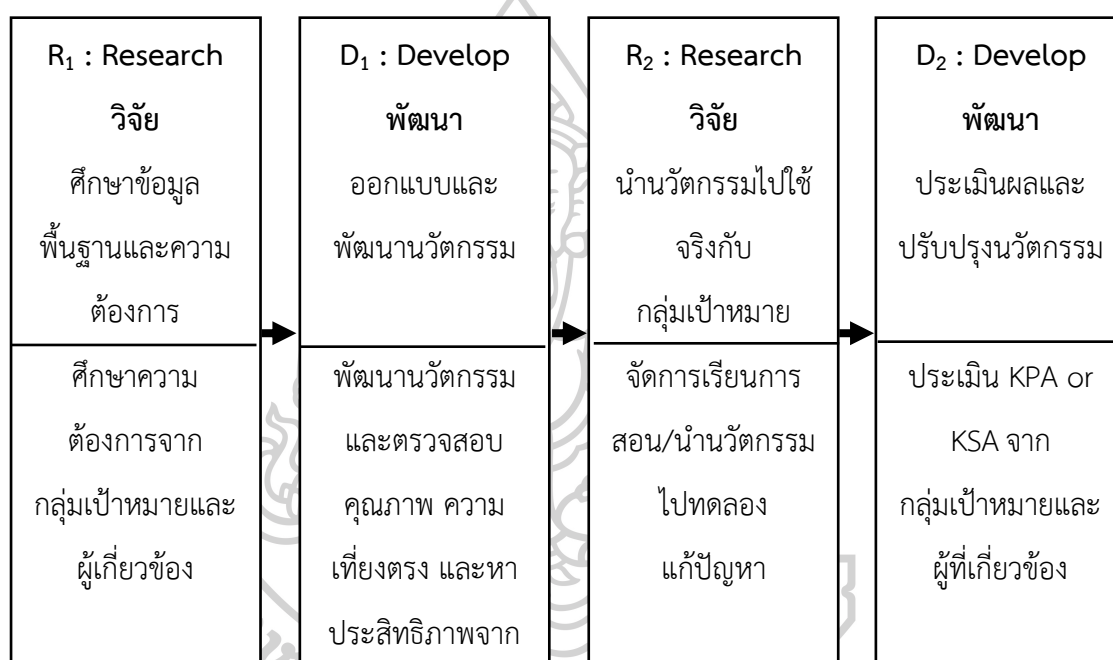 R₁ : Research
วิจัย
ศึกษาข้อมูล
พื้นฐานและความ
ต้องการ
ศึกษาความ
ต้องการจาก
กลุ่มเป้าหมายและ
ผู้เกี่ยวข้อง
D₁ : Develop
พัฒนา
ออกแบบและ
พัฒนานวัตกรรม
พัฒนานวัตกรรม
และตรวจสอบ
คุณภาพ ความ
เที่ยงตรง และหา
ประสิทธิภาพจาก
R₂ : Research
วิจัย
นำนวัตกรรมไปใช้
จริงกับ
กลุ่มเป้าหมาย
จัดการเรียนการ
สอน/นำนวัตกรรม
ไปทดลอง
แก้ปัญหา
D₂ : Develop
พัฒนา
ประเมินผลและ
ปรับปรุงนวัตกรรม
ประเมิน KPA or
KSA จาก
กลุ่มเป้าหมายและ
ผู้ที่เกี่ยวข้อง